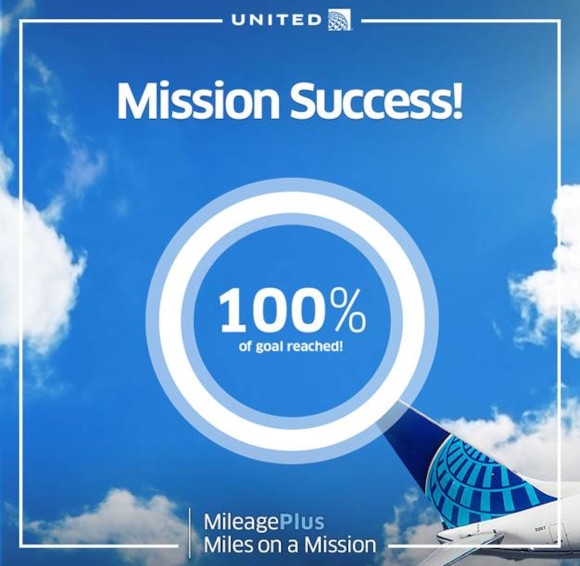 UNITED
Mission Success!
100%
of goal reached!
MileagePlus
Miles on a Mission